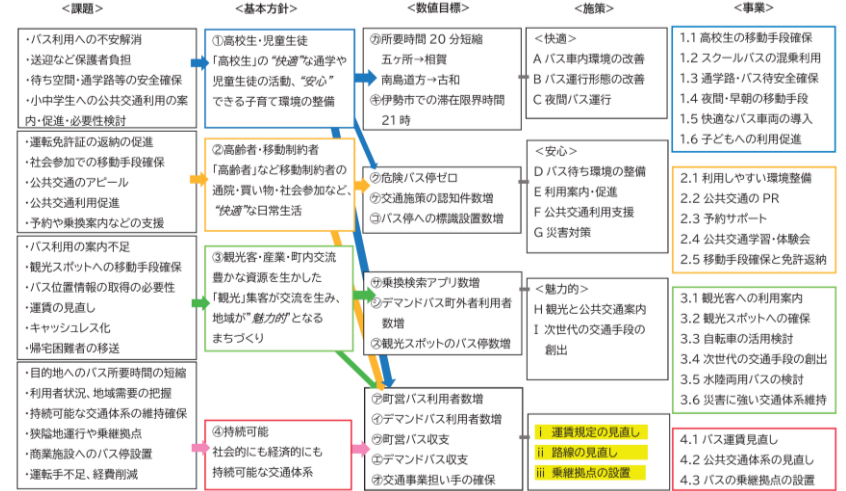 <課題>
・バス利用への不安解消
・送迎など保護者負担
・待ち空間・通学路等の安全確保
・小中学生への公共交通利用の案
内・促進・必要性検討
・運転免許証の返納の促進
・社会参加での移動手段確保
・公共交通のアピール
・公共交通利用促進
・予約や乗換案内などの支援
・バス利用の案内不足
・観光スポットへの移動手段確保
・バス位置情報の取得の必要性
・運賃の見直し
・キャッシュレス化
・帰宅困難者の移送
・目的地へのバス所要時間の短縮
・利用者状況、地域需要の把握
・持続可能な交通体系の維持確保
・狭隘地運行や乗継拠点
・商業施設へのバス停設置
・運転手不足、経費削減
<基本方針>
①高校生・児童生徒
「高校生」の“快適”な通学や
児童生徒の活動、“安心”
できる子育て環境の整備
②高齢者・移動制約者
「高齢者」など移動制約者の
通院・買い物・社会参加など、
“快適”な日常生活
③観光客・産業・町内交流
豊かな資源を生かした
「観光」集客が交流を生み、
地域が”魅力的”となる
まちづくり
④持続可能
社会的にも経済的にも
持続可能な交通体系
<数値目標>
㋕所要時間20分短縮
五ヶ所→相賀
南島道方→古和
㋖伊勢市での滞在限界時間
21時
㋗危険バス停ゼロ
㋘交通施策の認知件数増
㋙バス停への標識設置数増
㋚乗換検索アプリ数増
㋛デマンドバス町外者利用者
数増
㋜観光スポットのバス停数増
㋐町営バス利用者数増
㋑デマンドバス利用者数増
㋒町営バス収支
㋓デマンドバス収支
㋔交通事業担い手の確保
<施策>
<快適>
A バス車内環境の改善
B バス運行形態の改善
C 夜間バス運行
<安心>
D バス待ち環境の整備
E 利用案内・促進
F 公共交通利用支援
G 災害対策
<魅力的>
H 観光と公共交通案内
I 次世代の交通手段の
創出
ⅰ 運賃規定の見直し
ⅱ 路線の見直し
ⅲ 乗継拠点の設置
<事業>
1.1 高校生の移動手段確保
1.2 スクールバスの混乗利用
1.3 通学路・バス待安全確保
1.4 夜間・早朝の移動手段
1.5 快適なバス車両の導入
1.6 子どもへの利用促進
2.1 利用しやすい環境整備
2.2 公共交通のPR
2.3 予約サポート
2.4 公共交通学習・体験会
2.5 移動手段確保と免許返納
3.1 観光客への利用案内
3.2 観光スポットへの確保
3.3 自転車の活用検討
3.4 次世代の交通手段の創出
3.5 水陸両用バスの検討
3.6 災害に強い交通体系維持
4.1 バス運賃見直し
4.2 公共交通体系の見直し
4.3 バスの乗継拠点の設置